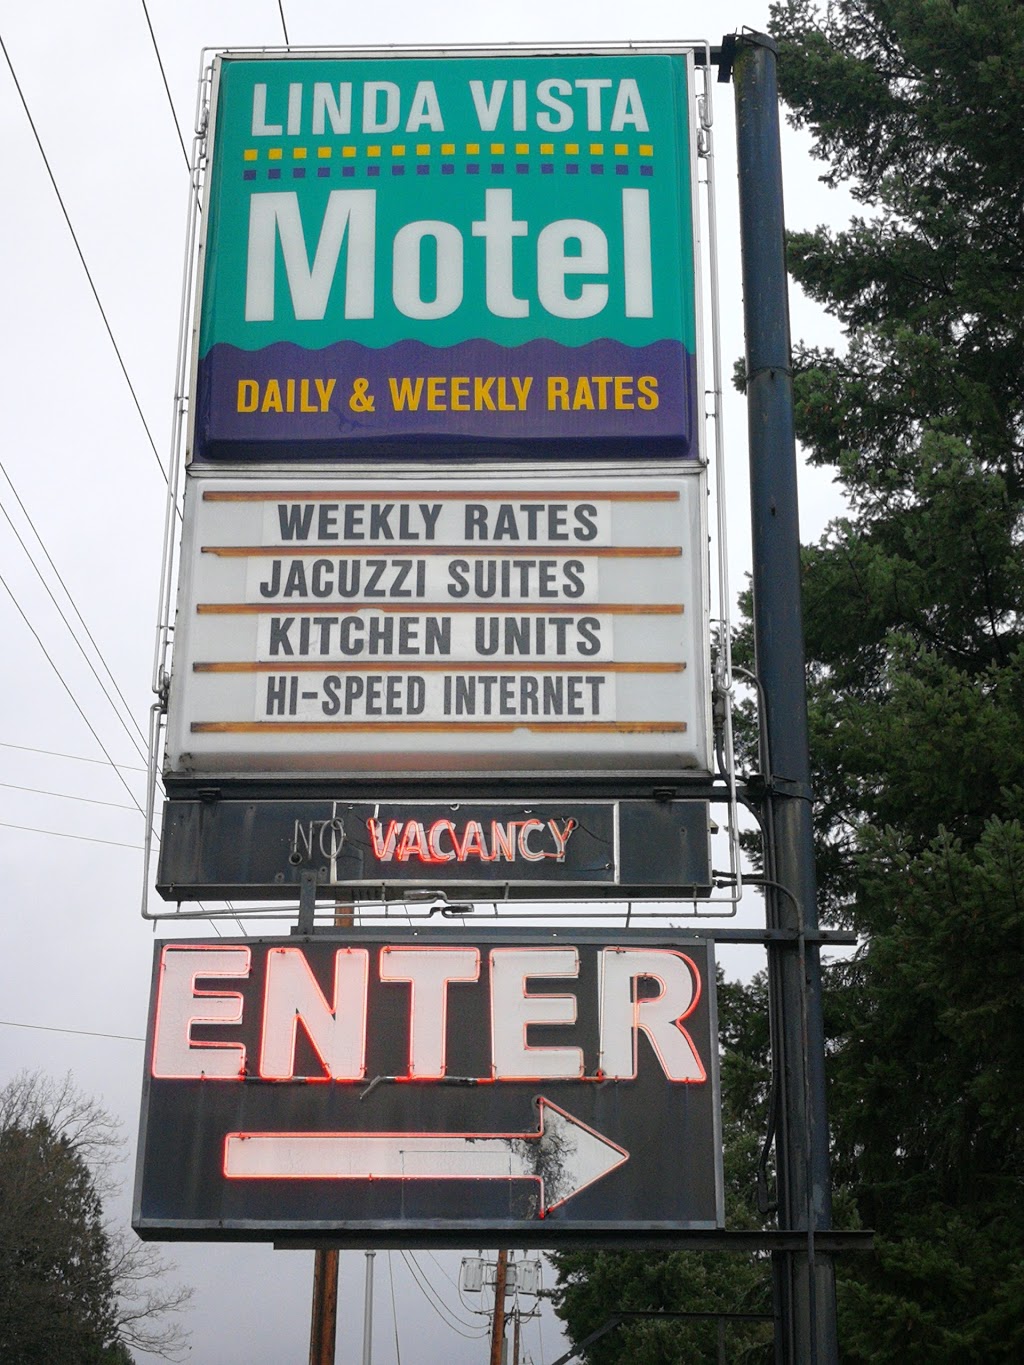 LINDA VISTA
Motel
DAILY & WEEKLY RATES
WEEKLY RATES
JACUZZI SUITES
KITCHEN UNITS
HI-SPEED INTERNET
NO VACANCY
ENTER